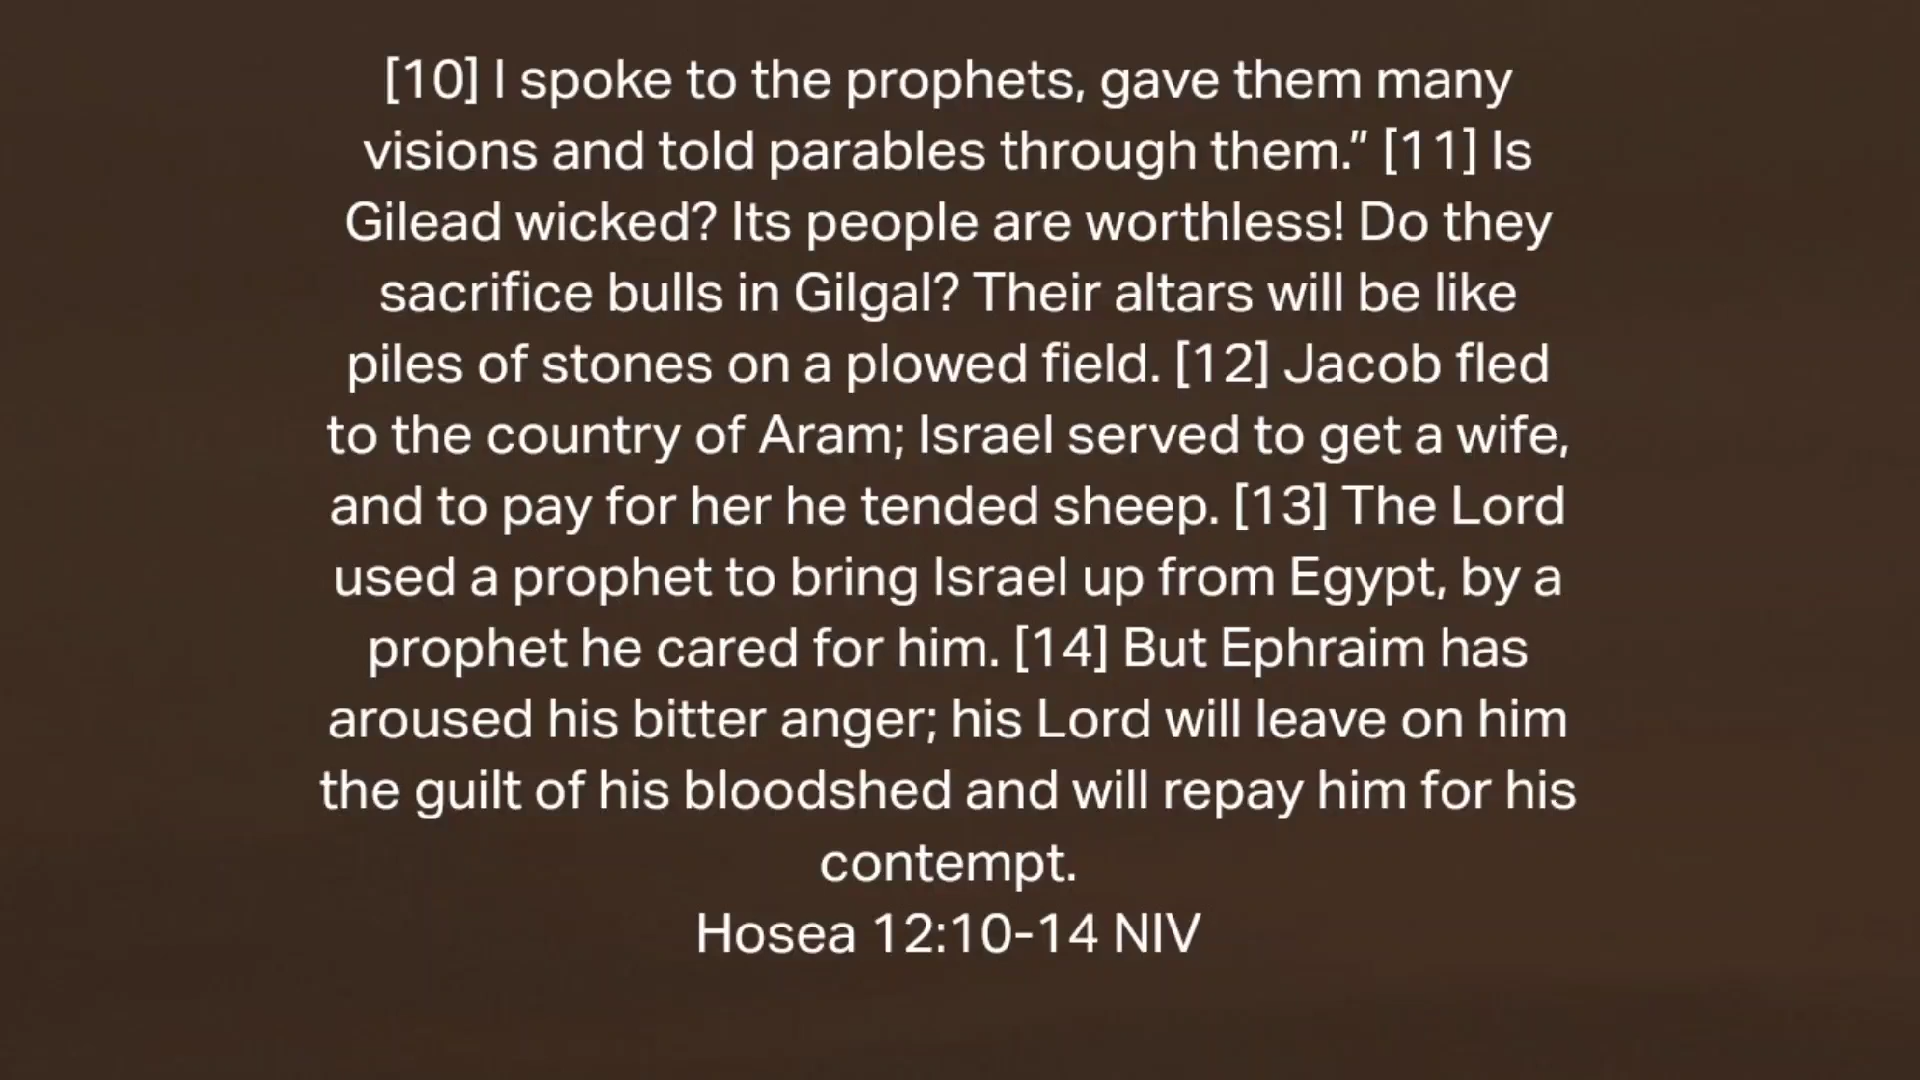 [10] I spoke to the prophets, gave them many
visions and told parables through them.” [11] Is
Gilead wicked? Its people are worthless! Do they
sacrifice bulls in Gilgal? Their altars will be like
piles of stones on a plowed field. [12] Jacob fled
to the country of Aram; Israel served to get a wife,
and to pay for her he tended sheep. [13] The Lord
used a prophet to bring Israel up from Egypt, by a
prophet he cared for him. [14] But Ephraim has
aroused his bitter anger; his Lord will leave on him
the guilt of his bloodshed and will repay him for his
contempt.
Hosea 12:10-14 NIV